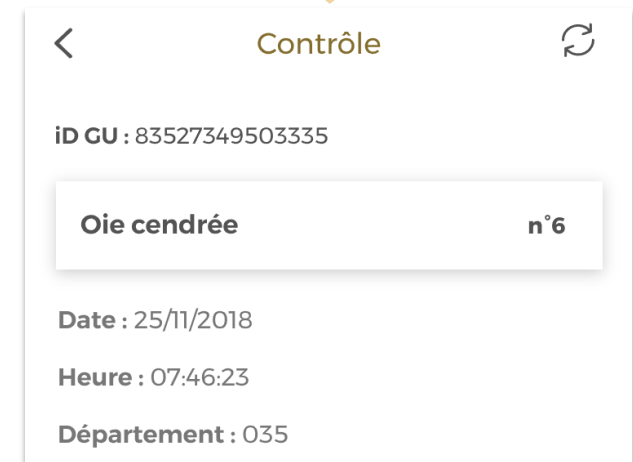 Contrôle
iD GU : 83527349503335
Oie cendrée n°6
Date : 25/11/2018
Heure : 07:46:23
Département : 035